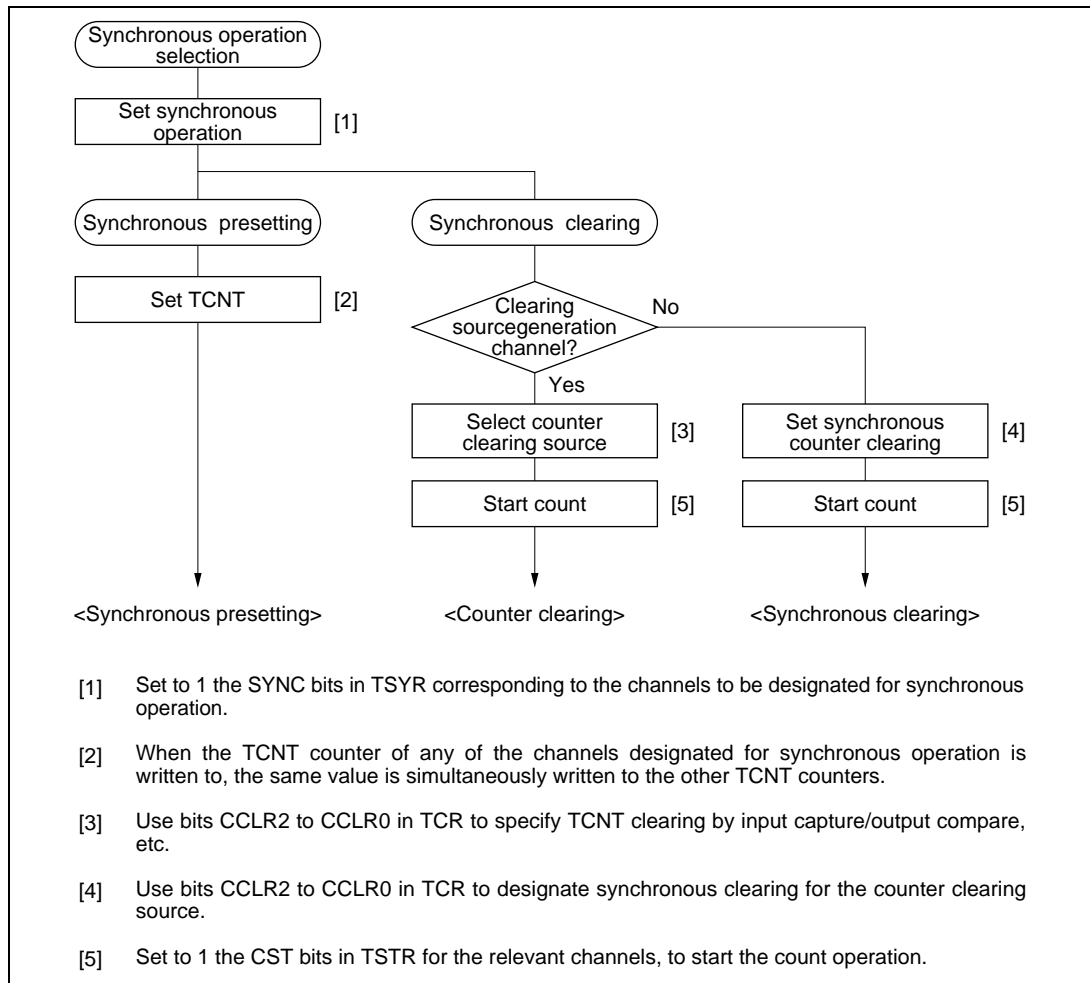 Synchronous operation
selection
Set synchronous
operation
[1]
Synchronous presetting
Synchronous clearing
Set TCNT
[2]
Clearing
sourcegeneration
channel?
No
Yes
Select counter
clearing source
[3]
Set synchronous
counter clearing
[4]
Start count
[5]
Start count
[5]
<Synchronous presetting>
<Counter clearing>
<Synchronous clearing>
[1] Set to 1 the SYNC bits in TSYR corresponding to the channels to be designated for synchronous
operation.
[2] When the TCNT counter of any of the channels designated for synchronous operation is
written to, the same value is simultaneously written to the other TCNT counters.
[3] Use bits CCLR2 to CCLR0 in TCR to specify TCNT clearing by input capture/output compare,
etc.
[4] Use bits CCLR2 to CCLR0 in TCR to designate synchronous clearing for the counter clearing
source.
[5] Set to 1 the CST bits in TSTR for the relevant channels, to start the count operation.